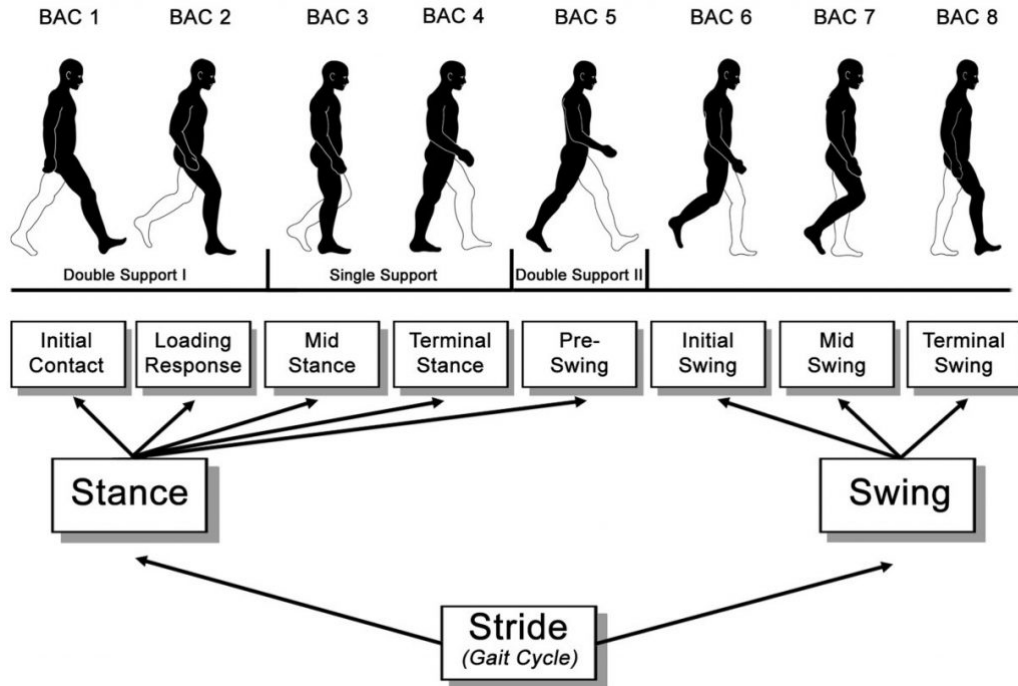 BAC 1 BAC 2 BAC 3 BAC 4 BAC 5 BAC 6 BAC 7 BAC 8
Double Support I Single Support Double Support II
Initial
Contact
Loading
Response
Mid
Stance
Terminal
Stance
Pre-
Swing
Initial
Swing
Mid
Swing
Terminal
Swing
Stance
Swing
Stride
(Gait Cycle)